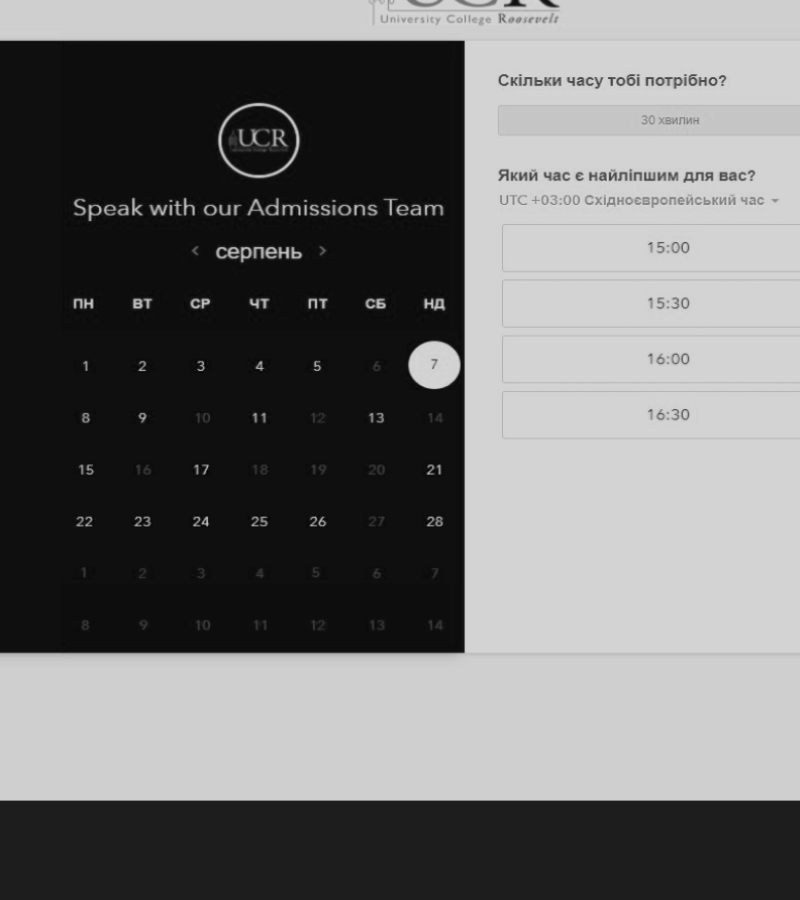 UCR
University College Roosevelt
UCR
Speak with our Admissions Team
< серпень >
ПН ВТ СР ЧТ ПТ СБ НД
1 2 3 4 5 6 7
8 9 10 11 12 13 14
15 16 17 18 19 20 21
22 23 24 25 26 27 28
1 2 3 4 5 6 7
8 9 10 11 12 13 14
Скільки часу тобі потрібно?
30 хвилин
Який час є найліпшим для вас?
UTC +03:00 Східноєвропейський час
15:00
15:30
16:00
16:30